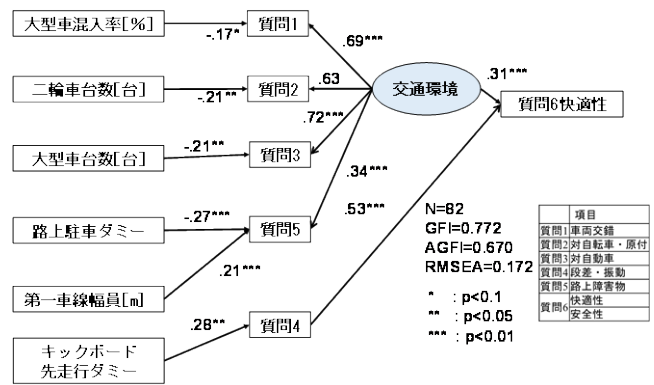 大型車混入率[%]
-.17*
質問1
.69***
二輪車台数[台]
-.21**
質問2
.63
交通環境
.31***
質問6快適性
.72***
大型車台数[台]
-.21**
質問3
.34***
路上駐車ダミー
-.27***
質問5
.53***
.21***
第一車線幅員[m]
.28**
質問4
キックボード
先走行ダミー
N=82
GFI=0.772
AGFI=0.670
RMSEA=0.172
* :p<0.1
** :p<0.05
*** :p<0.01
項目
質問1 車両交錯
質問2 対自転車・原付
質問3 対自動車
質問4 段差・振動
質問5 路上障害物
質問6 快適性
安全性